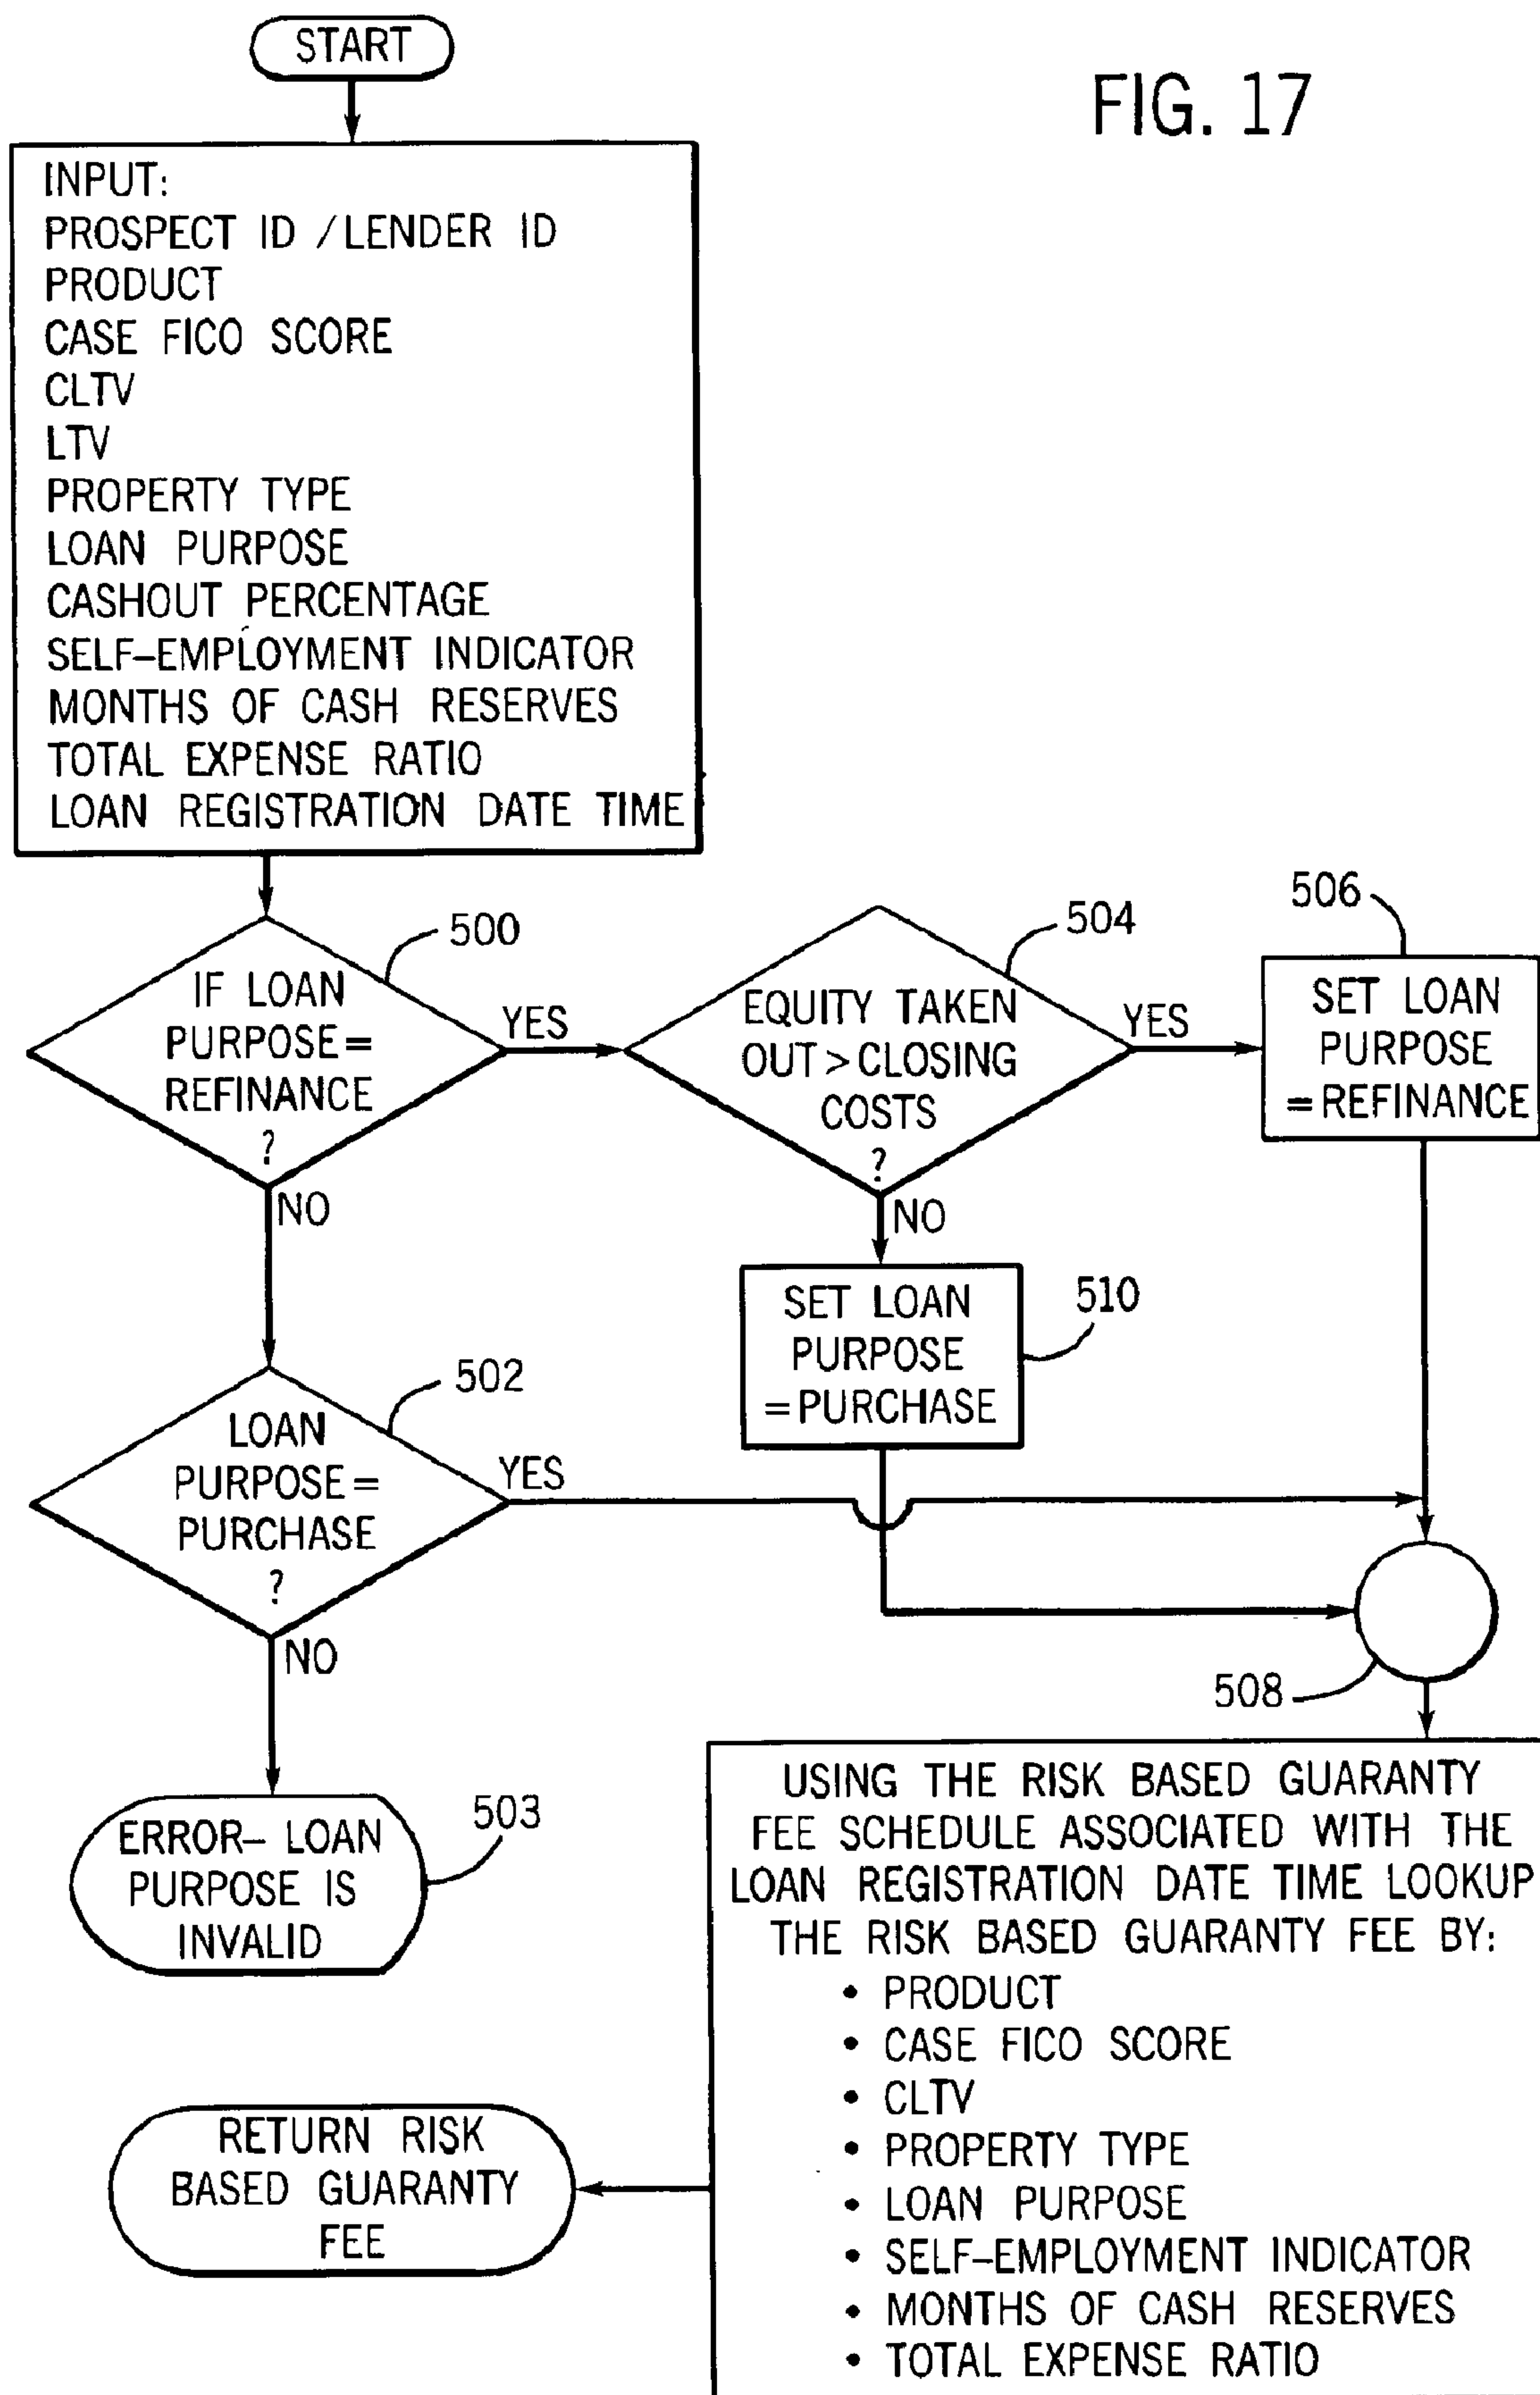 START
FIG. 17
INPUT:
PROSPECT ID / LENDER ID
PRODUCT
CASE FICO SCORE
CLTV
LTV
PROPERTY TYPE
LOAN PURPOSE
CASHOUT PERCENTAGE
SELF-EMPLOYMENT INDICATOR
MONTHS OF CASH RESERVES
TOTAL EXPENSE RATIO
LOAN REGISTRATION DATE TIME
500
IF LOAN
PURPOSE=
REFINANCE
?
YES
NO
504
EQUITY TAKEN
OUT > CLOSING
COSTS
?
YES
NO
506
SET LOAN
PURPOSE
=REFINANCE
SET LOAN
PURPOSE
=PURCHASE
510
502
LOAN
PURPOSE=
PURCHASE
?
YES
NO
508
ERROR– LOAN
PURPOSE IS
INVALID
503
USING THE RISK BASED GUARANTY
FEE SCHEDULE ASSOCIATED WITH THE
LOAN REGISTRATION DATE TIME LOOKUP
THE RISK BASED GUARANTY FEE BY:
• PRODUCT
• CASE FICO SCORE
• CLTV
• PROPERTY TYPE
• LOAN PURPOSE
• SELF-EMPLOYMENT INDICATOR
• MONTHS OF CASH RESERVES
• TOTAL EXPENSE RATIO
RETURN RISK
BASED GUARANTY
FEE